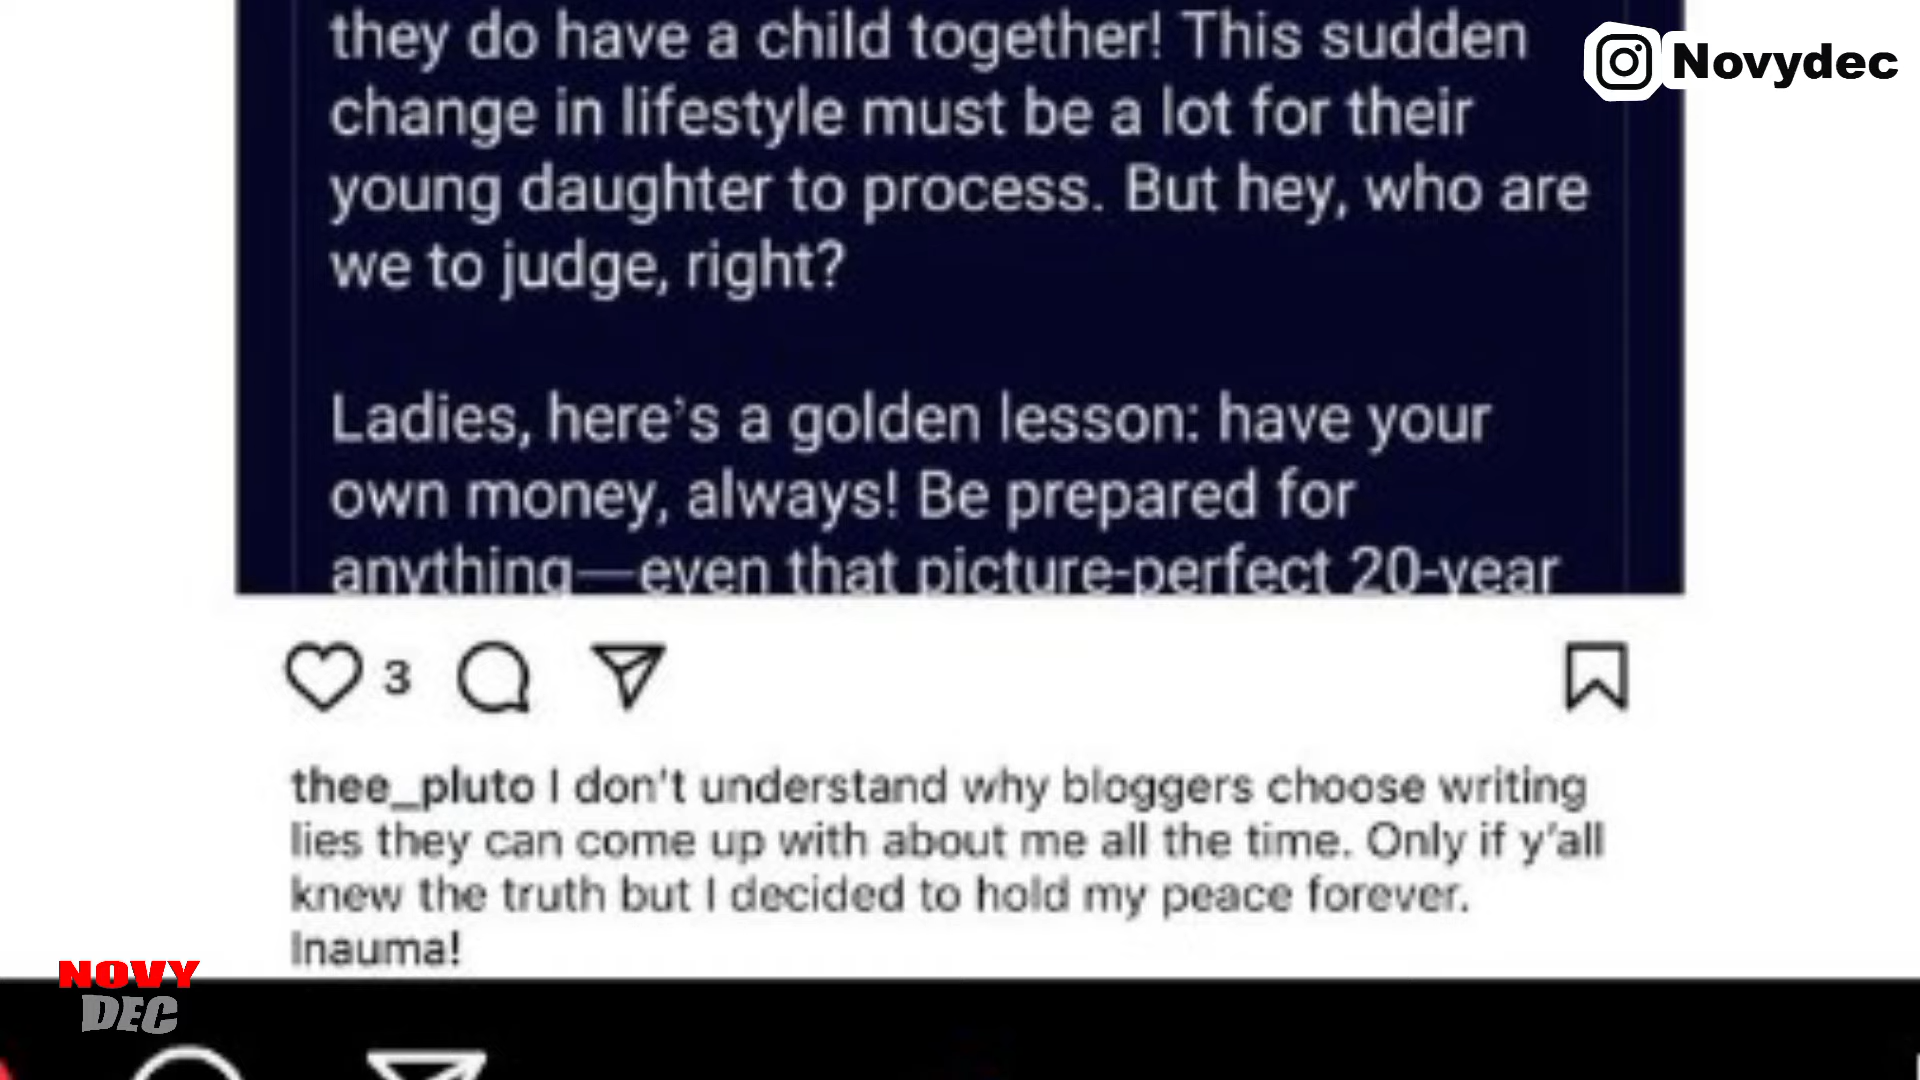 they do have a child together! This sudden
change in lifestyle must be a lot for their
young daughter to process. But hey, who are
we to judge, right?
Ladies, here's a golden lesson: have your
own money, always! Be prepared for
anything—even that picture-perfect 20-year
Novydec
3
thee_pluto I don't understand why bloggers choose writing
lies they can come up with about me all the time. Only if y'all
knew the truth but I decided to hold my peace forever.
Inauma!
NOVY
DEC